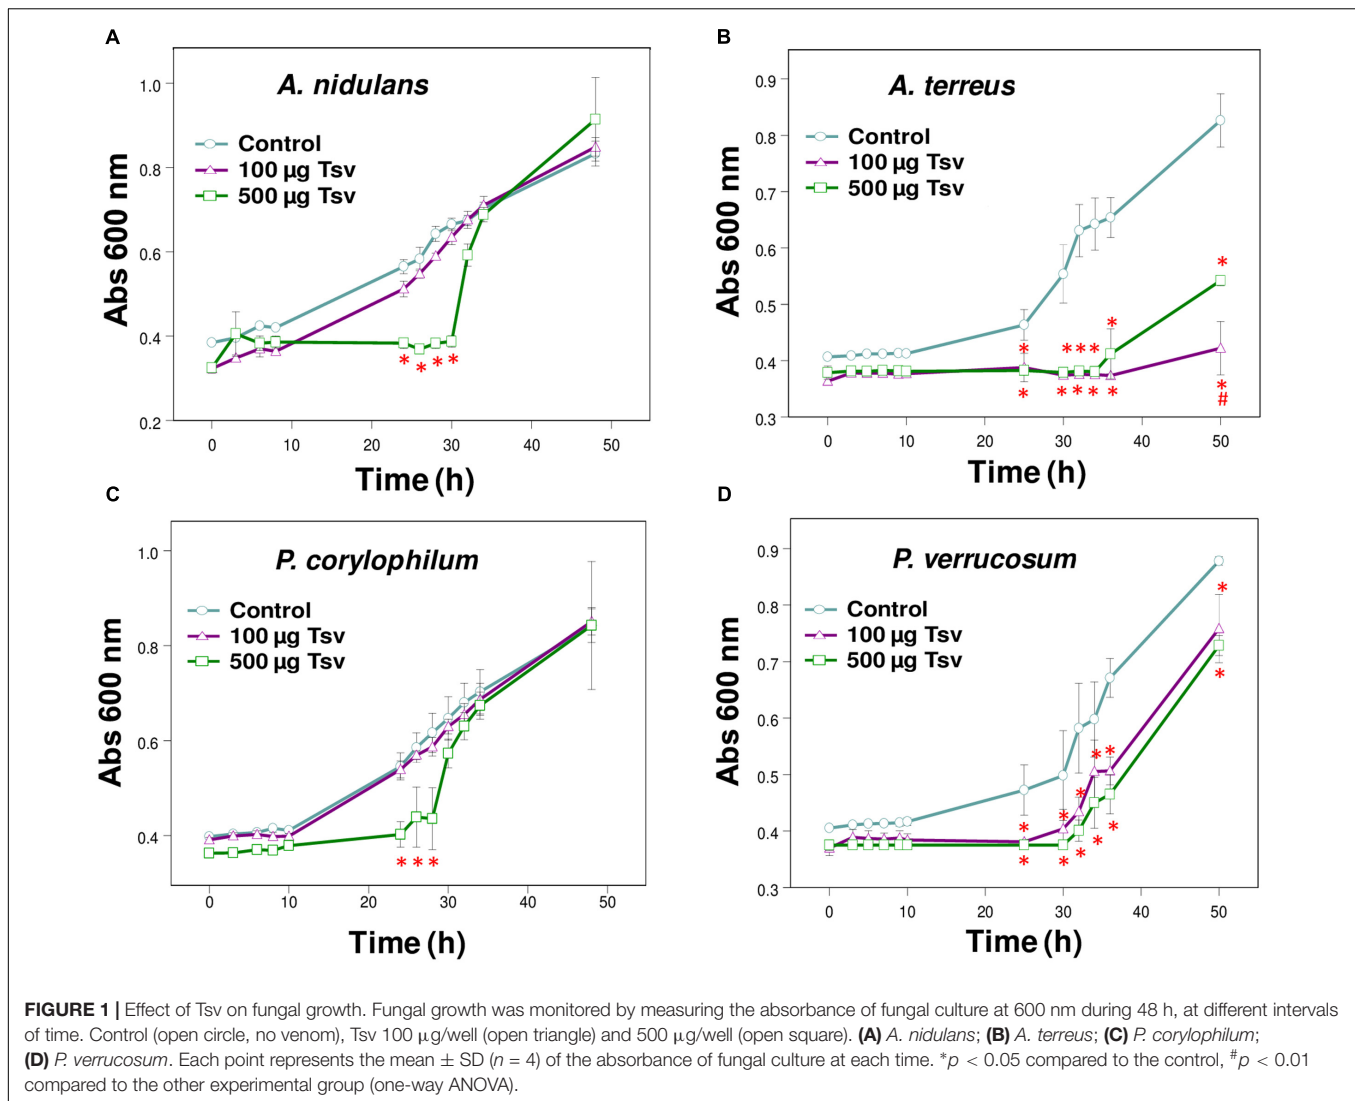 A
A. nidulans
Control
100 µg Tsv
500 µg Tsv
Abs 600 nm
1.0
0.8
0.6
0.4
0.2
0 10 20 30 40 50
Time (h)
B
A. terreus
Control
100 µg Tsv
500 µg Tsv
Abs 600 nm
0.9
0.8
0.7
0.6
0.5
0.4
0.3
* * * * * *
* * * * * *
#
0 10 20 30 40 50
Time (h)
C
P. corylophilum
Control
100 µg Tsv
500 µg Tsv
Abs 600 nm
1.0
0.8
0.6
0.4
* * *
0 10 20 30 40 50
Time (h)
D
P. verrucosum
Control
100 µg Tsv
500 µg Tsv
Abs 600 nm
0.9
0.8
0.7
0.6
0.5
0.4
0.3
0 10 20 30 40 50
Time (h)
FIGURE 1 | Effect of Tsv on fungal growth. Fungal growth was monitored by measuring the absorbance of fungal culture at 600 nm during 48 h, at different intervals
of time. Control (open circle, no venom), Tsv 100 µg/well (open triangle) and 500 µg/well (open square). (A) A. nidulans; (B) A. terreus; (C) P. corylophilum;
(D) P. verrucosum. Each point represents the mean ± SD (n = 4) of the absorbance of fungal culture at each time. *p < 0.05 compared to the control, #p < 0.01
compared to the other experimental group (one-way ANOVA).